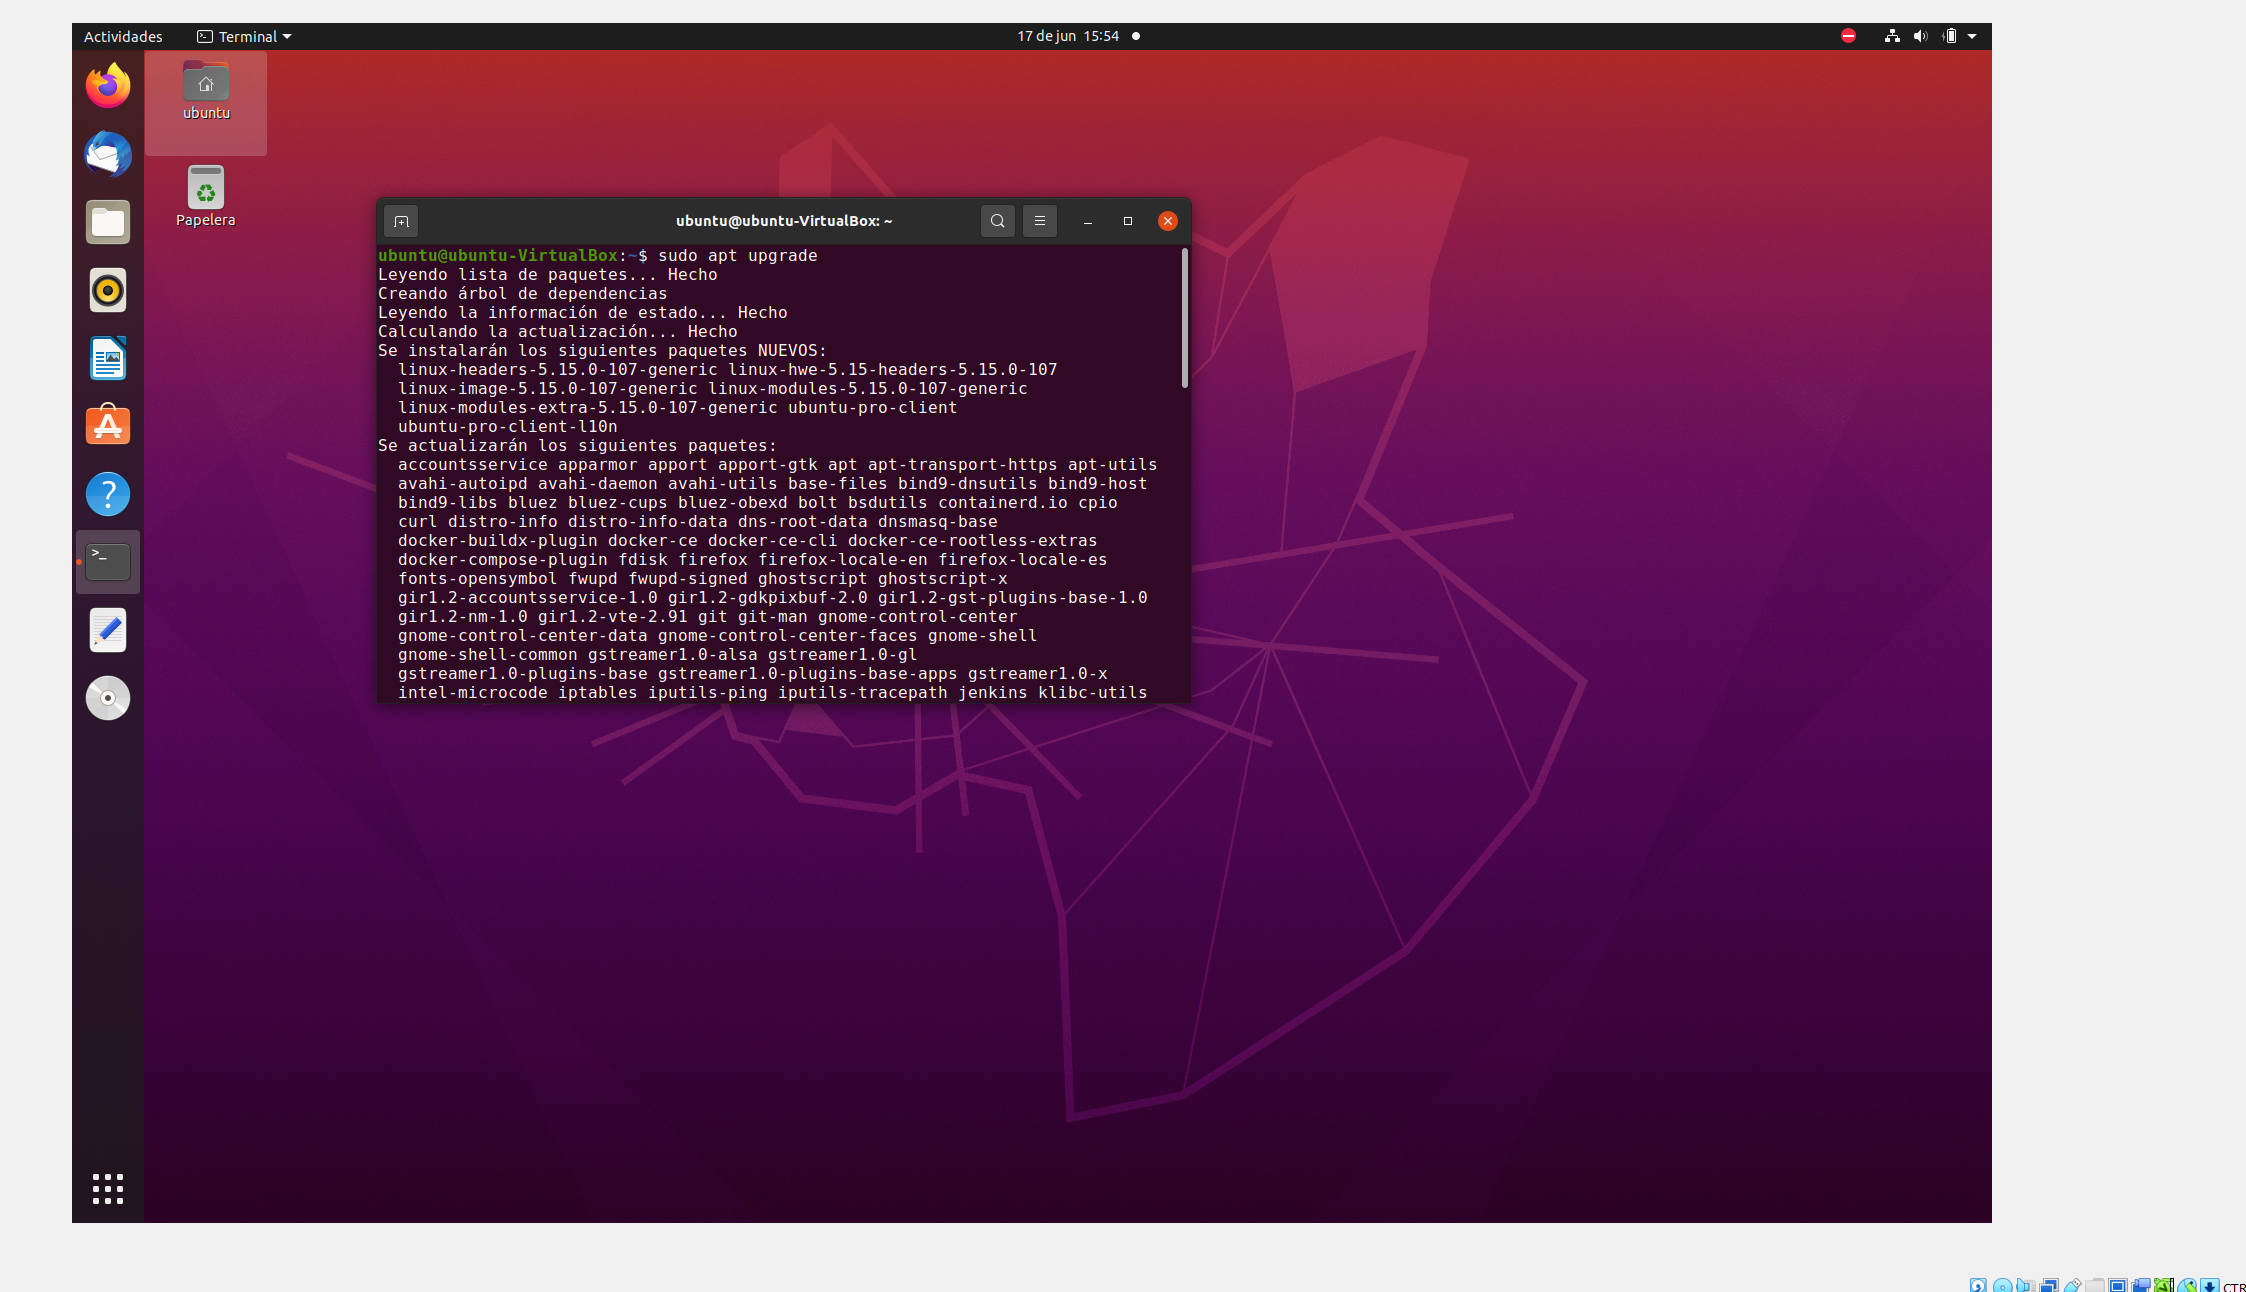 Actividades
Terminal
17 de jun 15:54
ubuntu
Papelera
ubuntu@ubuntu-VirtualBox: ~
ubuntu@ubuntu-VirtualBox:~$ sudo apt upgrade
Leyendo lista de paquetes... Hecho
Creando árbol de dependencias
Leyendo la información de estado... Hecho
Calculando la actualización... Hecho
Se instalarán los siguientes paquetes NUEVOS:
linux-headers-5.15.0-107-generic linux-hwe-5.15-headers-5.15.0-107
linux-image-5.15.0-107-generic linux-modules-5.15.0-107-generic
linux-modules-extra-5.15.0-107-generic ubuntu-pro-client
ubuntu-pro-client-l10n
Se actualizarán los siguientes paquetes:
accountsservice apparmor apport apport-gtk apt apt-transport-https apt-utils
avahi-autoipd avahi-daemon avahi-utils base-files bind9-dnsutils bind9-host
bind9-libs bluez bluez-cups bluez-obexd bolt bsdutils containerd.io cpio
curl distro-info distro-info-data dns-root-data dnsmasq-base
docker-buildx-plugin docker-ce docker-ce-cli docker-ce-rootless-extras
docker-compose-plugin fdisk firefox firefox-locale-en firefox-locale-es
fonts-opensymbol fwupd fwupd-signed ghostscript ghostscript-x
gir1.2-accountsservice-1.0 gir1.2-gdkpixbuf-2.0 gir1.2-gst-plugins-base-1.0
gir1.2-nm-1.0 gir1.2-vte-2.91 git git-man gnome-control-center
gnome-control-center-data gnome-control-center-faces gnome-shell
gnome-shell-common gstreamer1.0-alsa gstreamer1.0-gl
gstreamer1.0-plugins-base gstreamer1.0-plugins-base-apps gstreamer1.0-x
intel-microcode iptables iputils-ping iputils-tracepath jenkins klibc-utils
CTR